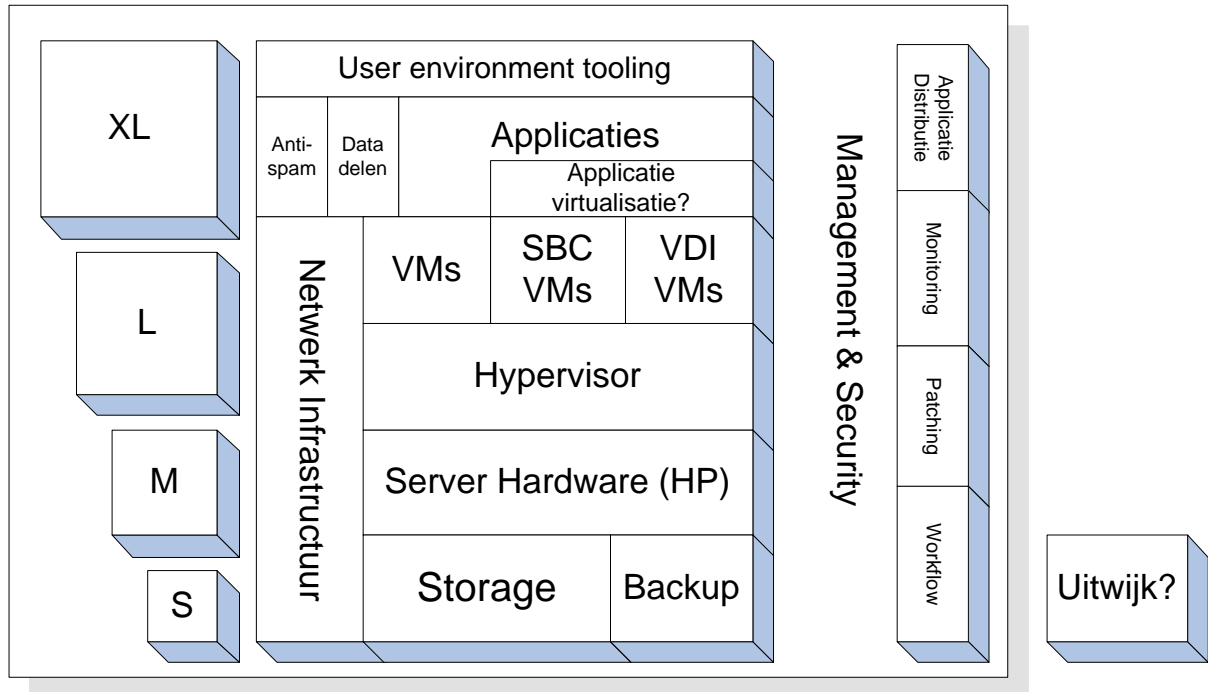 XL
L
M
S
User environment tooling
Anti-
spam
Data
delen
Applicaties
Applicatie
virtualisatie?
Netwerk Infrastructuur
VMs
SBC
VMs
VDI
VMs
Hypervisor
Server Hardware (HP)
Storage
Backup
Management & Security
Applicatie
Distributie
Monitoring
Patching
Workflow
Uitwijk?